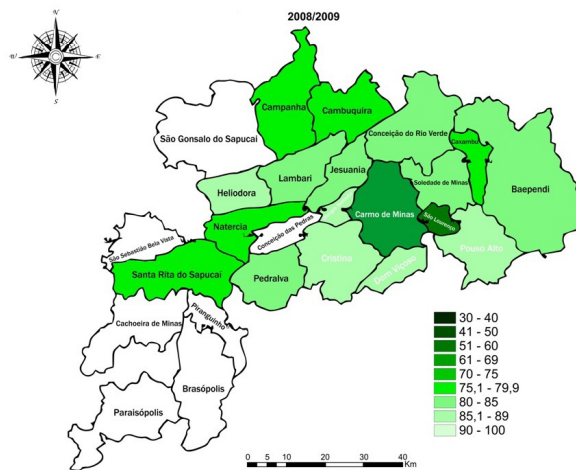 2008/2009
N
S
Campanha
Cambuquira
São Gonsalo do Sapucai
Conceição do Rio Verde
Caxambu
Lambari
Jesuania
Heliodora
Soledade de Minas
Baependi
Natercia
Conceição das Pedras
Carmo de Minas
São Lourenço
São Sebastião Bela Vista
Pouso Alto
Cristina
Dom Viçoso
Santa Rita do Sapucaí
Pedralva
Piranguinho
Cachoeira de Minas
Brasópolis
Paraisópolis
30 - 40
41 - 50
51 - 60
61 - 69
70 - 75
75,1 - 79,9
80 - 85
85,1 - 89
90 - 100
0 5 10 20 30 40
Km